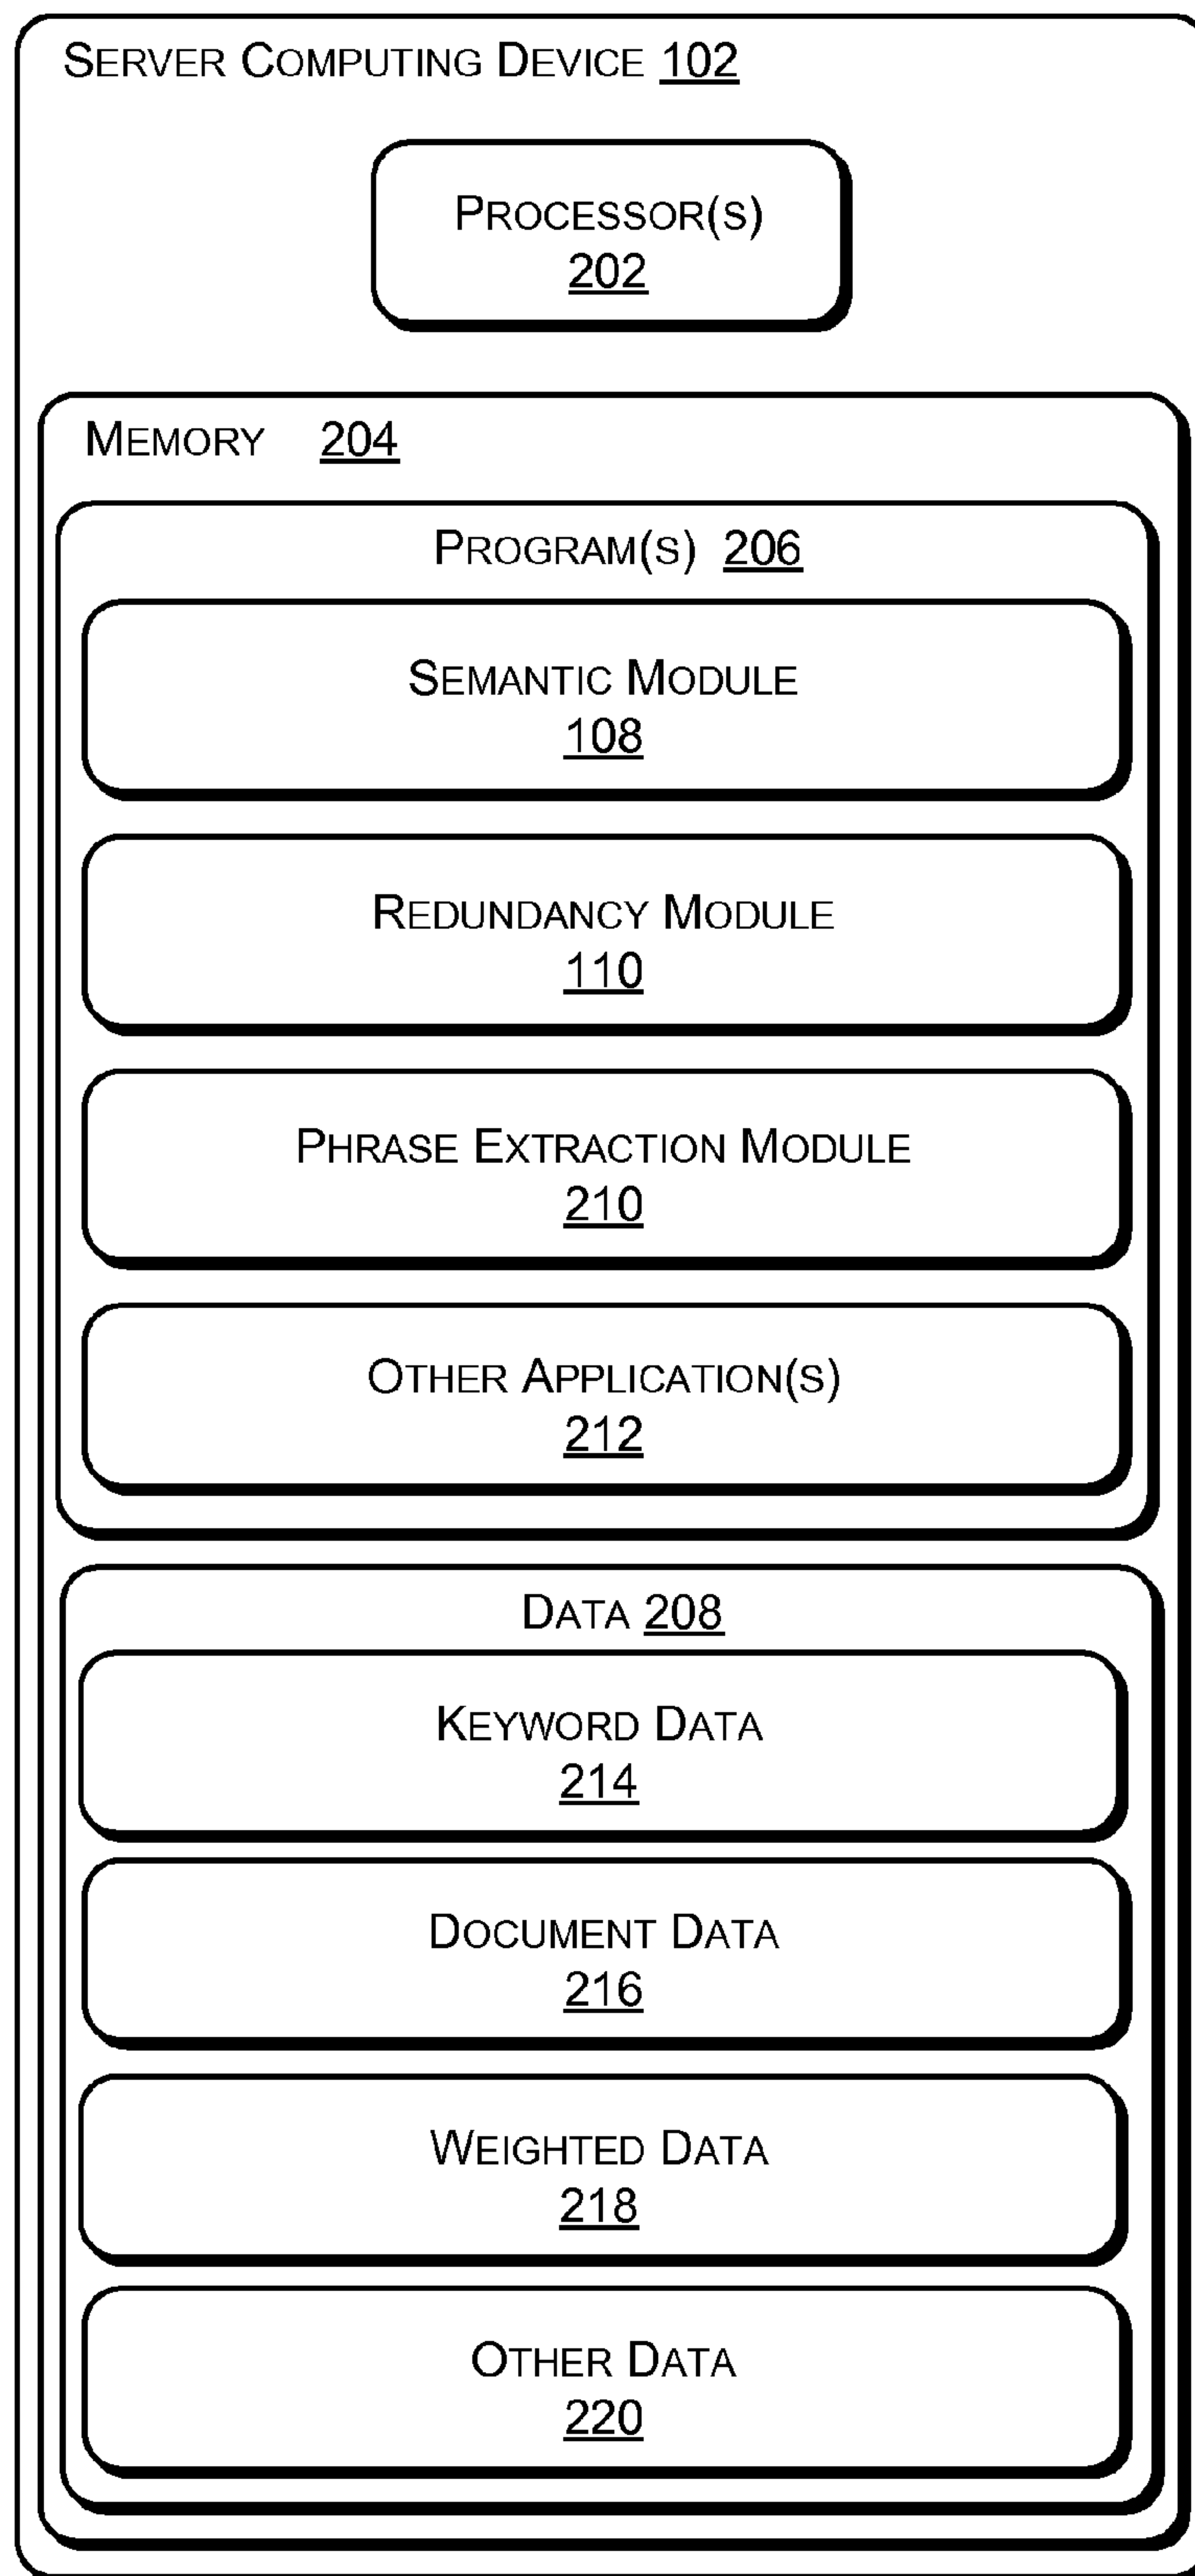 SERVER COMPUTING DEVICE 102
PROCESSOR(S)
202
MEMORY 204
PROGRAM(S) 206
SEMANTIC MODULE
108
REDUNDANCY MODULE
110
PHRASE EXTRACTION MODULE
210
OTHER APPLICATION(S)
212
DATA 208
KEYWORD DATA
214
DOCUMENT DATA
216
WEIGHTED DATA
218
OTHER DATA
220